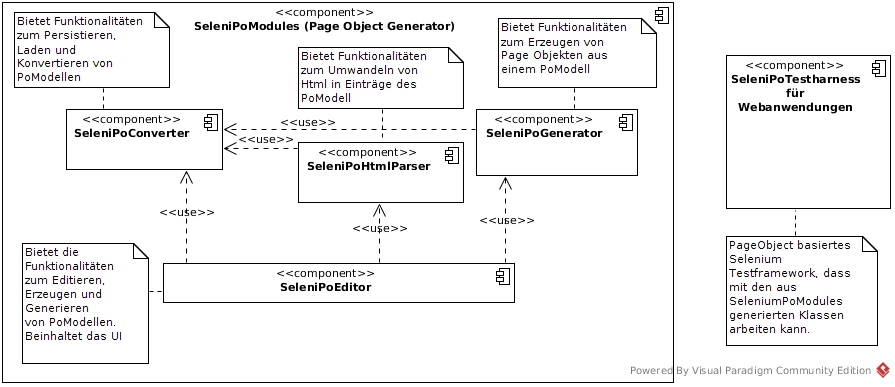 <<component>>
SeleniPoModules (Page Object Generator)
Bietet Funktionalitäten
zum Persistieren,
Laden und
Konvertieren von
PoModellen
Bietet Funktionalitäten
zum Umwandeln von
Html in Einträge des
PoModell
Bietet Funktionalitäten
zum Erzeugen von
Page Objekten aus
einem PoModell
<<component>>
SeleniPoConverter
<<use>>
<<use>>
<<component>>
SeleniPoHtmlParser
<<component>>
SeleniPoGenerator
<<use>>
<<use>>
<<use>>
Bietet die
Funktionalitäten
zum Editieren,
Erzeugen und
Generieren
von PoModellen.
Beinhaltet das UI
<<component>>
SeleniPoEditor
<<component>>
SeleniPoTestharness
für
Webanwendungen
PageObject basiertes
Selenium
Testframework, dass
mit den aus
SeleniumPoModules
generierten Klassen
arbeiten kann.
Powered By Visual Paradigm Community Edition